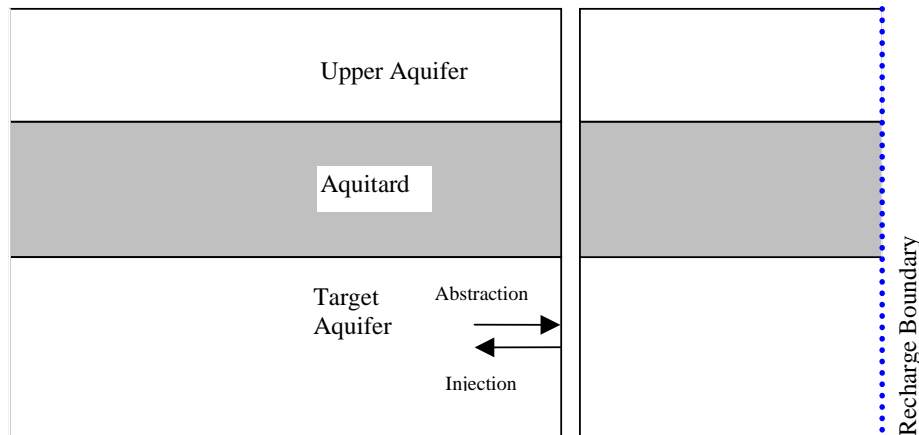 Upper Aquifer
Aquitard
Target
Aquifer
Abstraction
Injection
Recharge Boundary